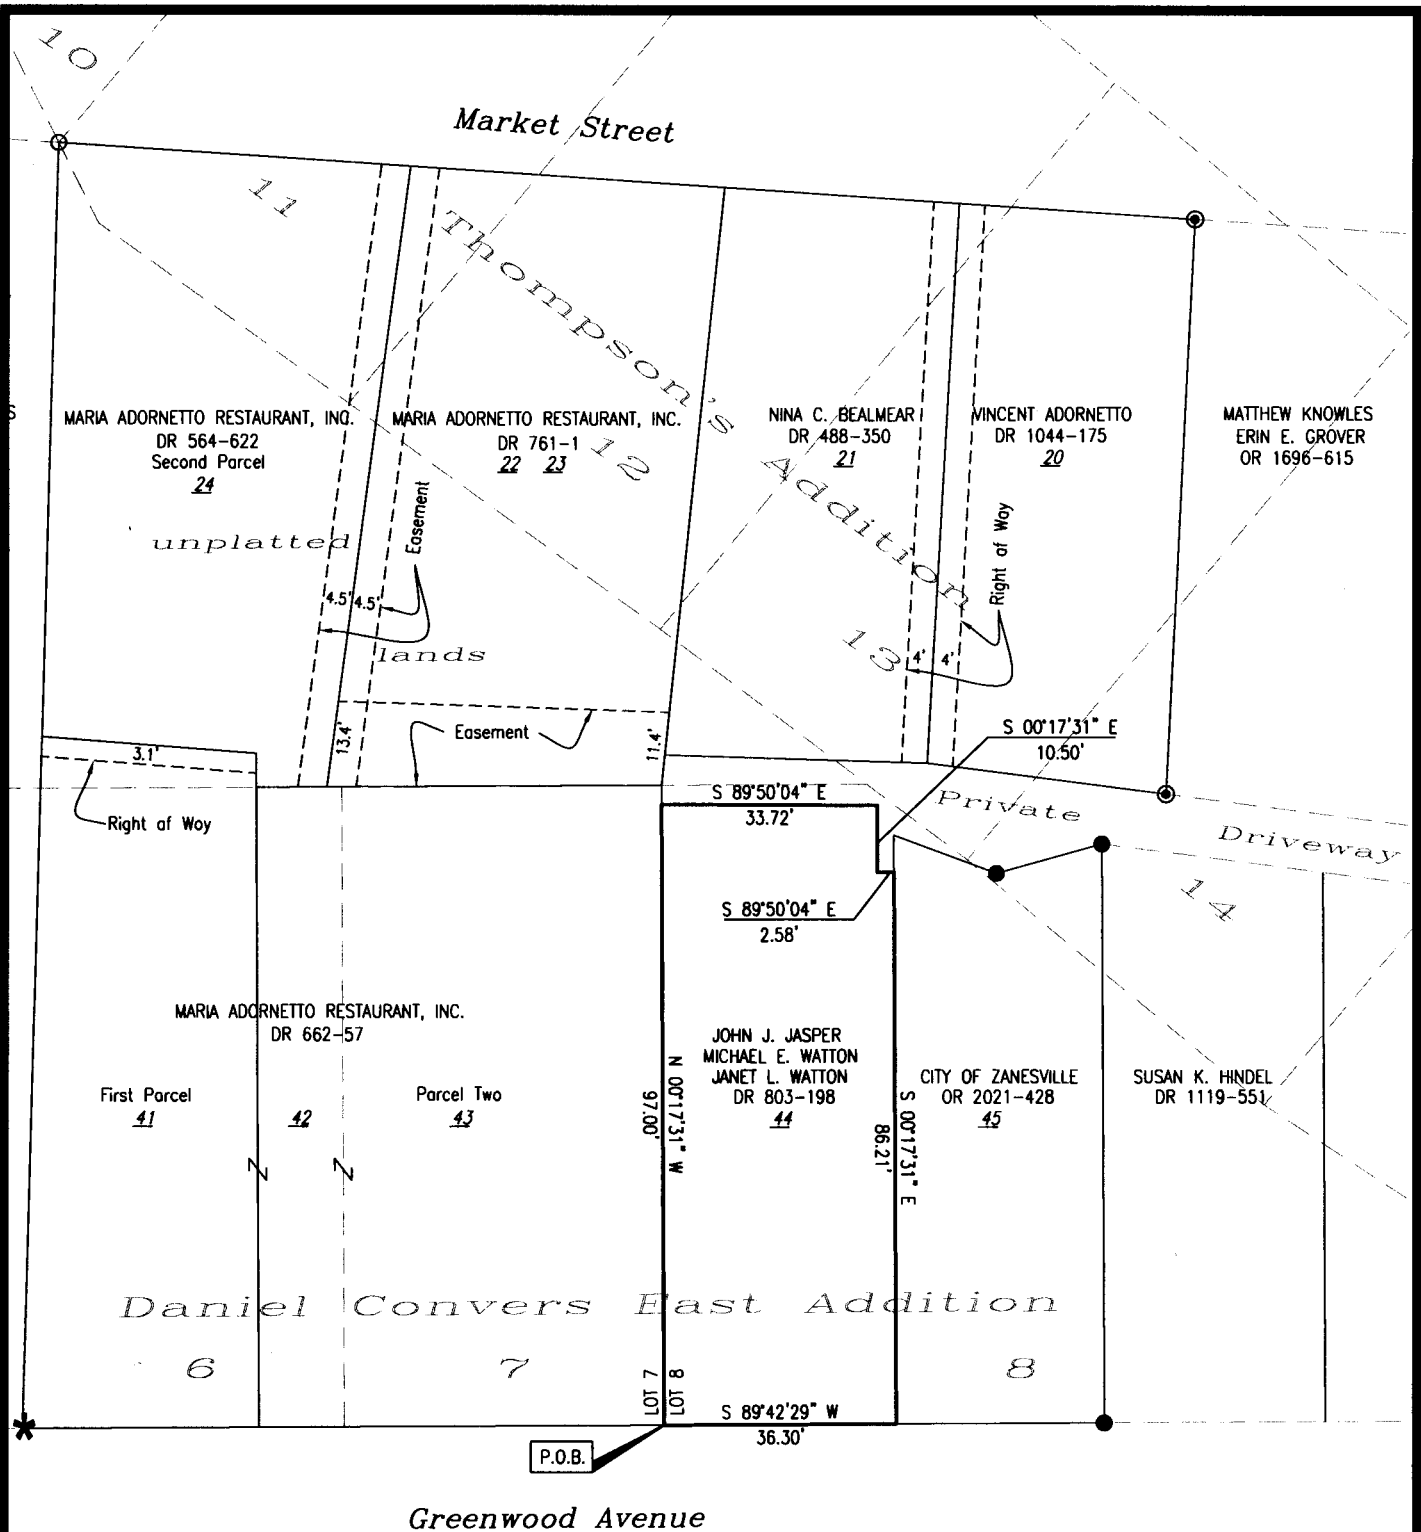 10
Market Street
11
Thompson's Addition
S
MARIA ADORNETTO RESTAURANT, INC.
DR 564-622
Second Parcel
24
MARIA ADORNETTO RESTAURANT, INC.
DR 761-1
22 23
12
NINA C. BEALMEAR
DR 488-350
21
VINCENT ADORNETTO
DR 1044-175
20
MATTHEW KNOWLES
ERIN E. GROVER
OR 1696-615
unplatted
lands
Easement
4.5' 4.5'
Right of Way
13
4' 4'
3.1'
13.4'
Easement
11.4'
S 00°17'31" E
10.50'
Right of Way
S 89°50'04" E
33.72'
Private Driveway
14
S 89°50'04" E
2.58'
MARIA ADORNETTO RESTAURANT, INC.
DR 662-57
First Parcel
41
42
Parcel Two
43
N 00°17'31" W
97.00'
JOHN J. JASPER
MICHAEL E. WATTON
JANET L. WATTON
DR 803-198
44
S 00°17'31" E
86.21'
CITY OF ZANESVILLE
OR 2021-428
45
SUSAN K. HINDEL
DR 1119-551
Z Z
Daniel Convers East Addition
6
7
8
LOT 7
LOT 8
S 89°42'29" W
36.30'
P.O.B.
Greenwood Avenue